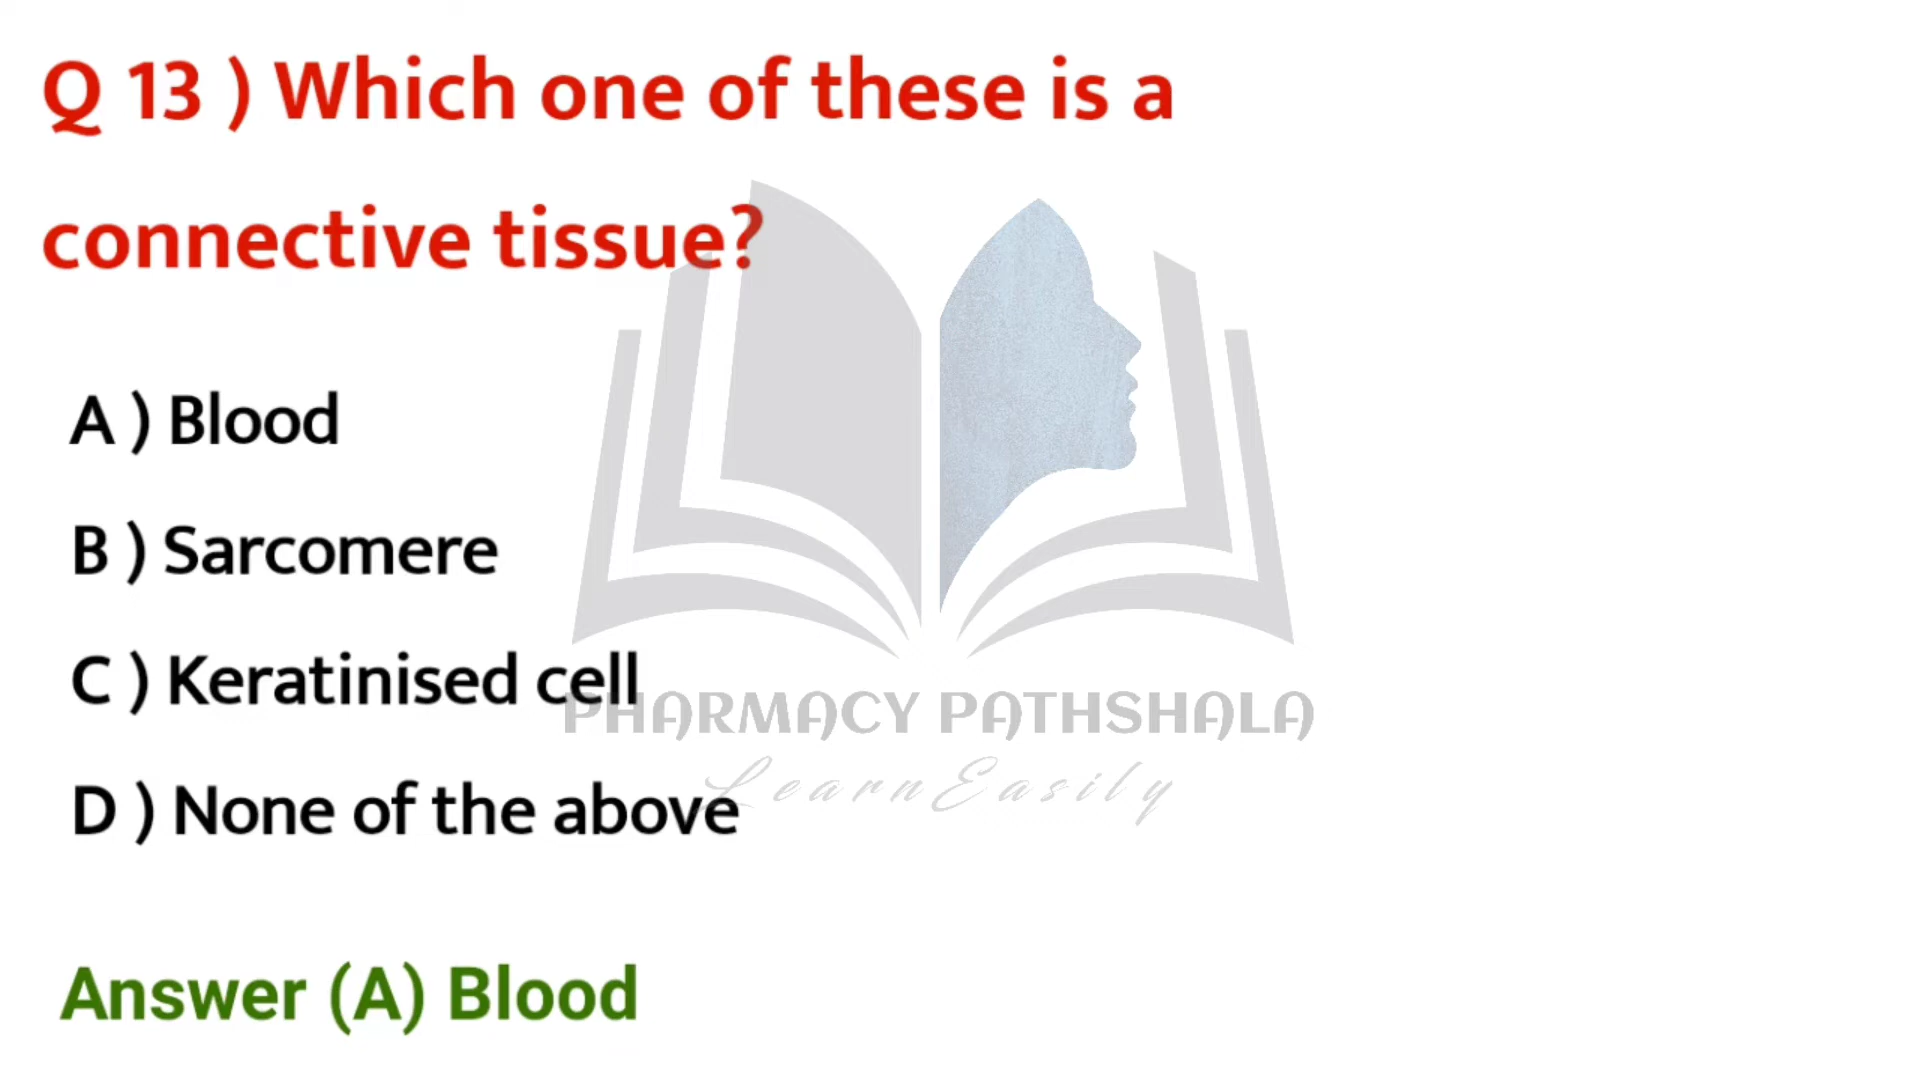 Q 13 ) Which one of these is a
connective tissue?
A ) Blood
B ) Sarcomere
C ) Keratinised cell
PHARMACY PATHSHALA
Learn Easily
D ) None of the above
Answer (A) Blood